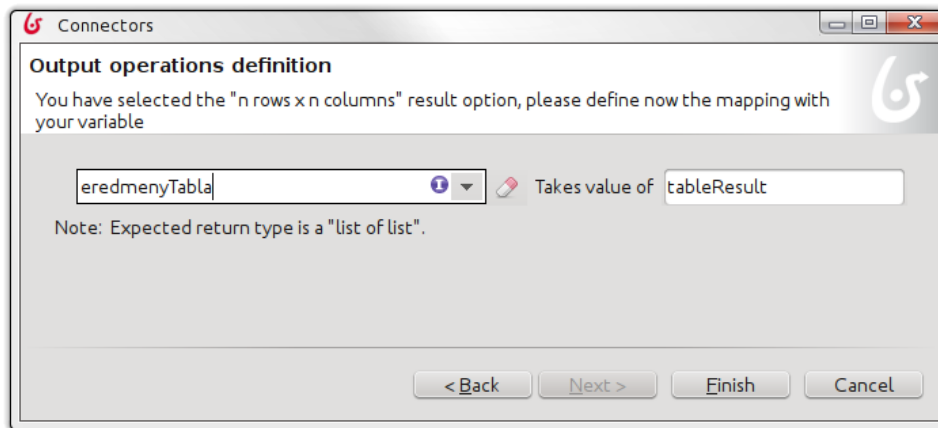 Connectors
Output operations definition
You have selected the "n rows x n columns" result option, please define now the mapping with
your variable
eredmenyTabla Takes value of tableResult
Note: Expected return type is a "list of list".
< Back Next > Finish Cancel